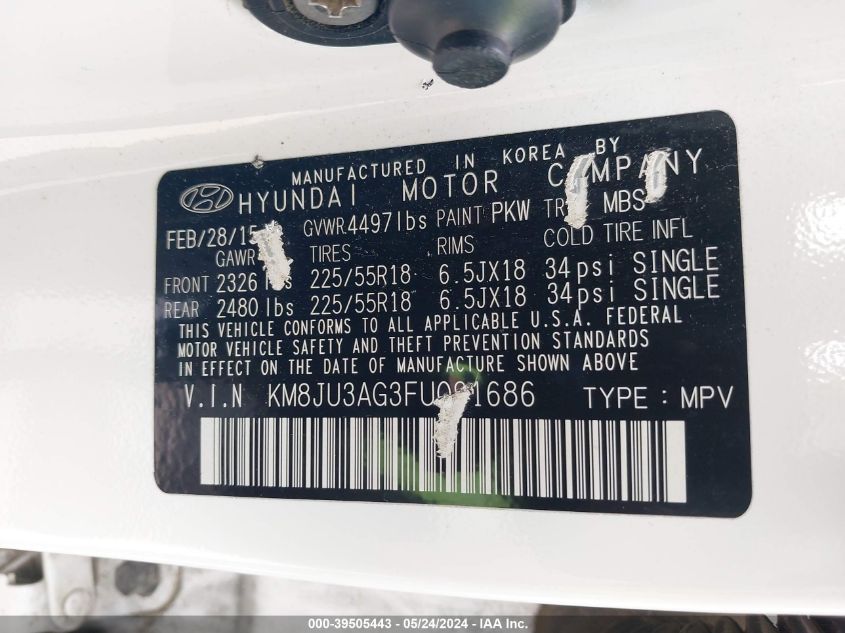 MANUFACTURED IN KOREA BY
HYUNDAI MOTOR COMPANY
FEB/28/15 GVWR 4497lbs PAINT PKW TRIM MBS
GAWR TIRES RIMS COLD TIRE INFL
FRONT 2326 lbs 225/55R18 6.5JX18 34psi SINGLE
REAR 2480 lbs 225/55R18 6.5JX18 34psi SINGLE
THIS VEHICLE CONFORMS TO ALL APPLICABLE U.S.A. FEDERAL
MOTOR VEHICLE SAFETY AND THEFT PREVENTION STANDARDS
IN EFFECT ON THE DATE OF MANUFACTURE SHOWN ABOVE
V.I.N KM8JU3AG3FU091686 TYPE : MPV
000-39505443 - 05/24/2024 - IAA Inc.